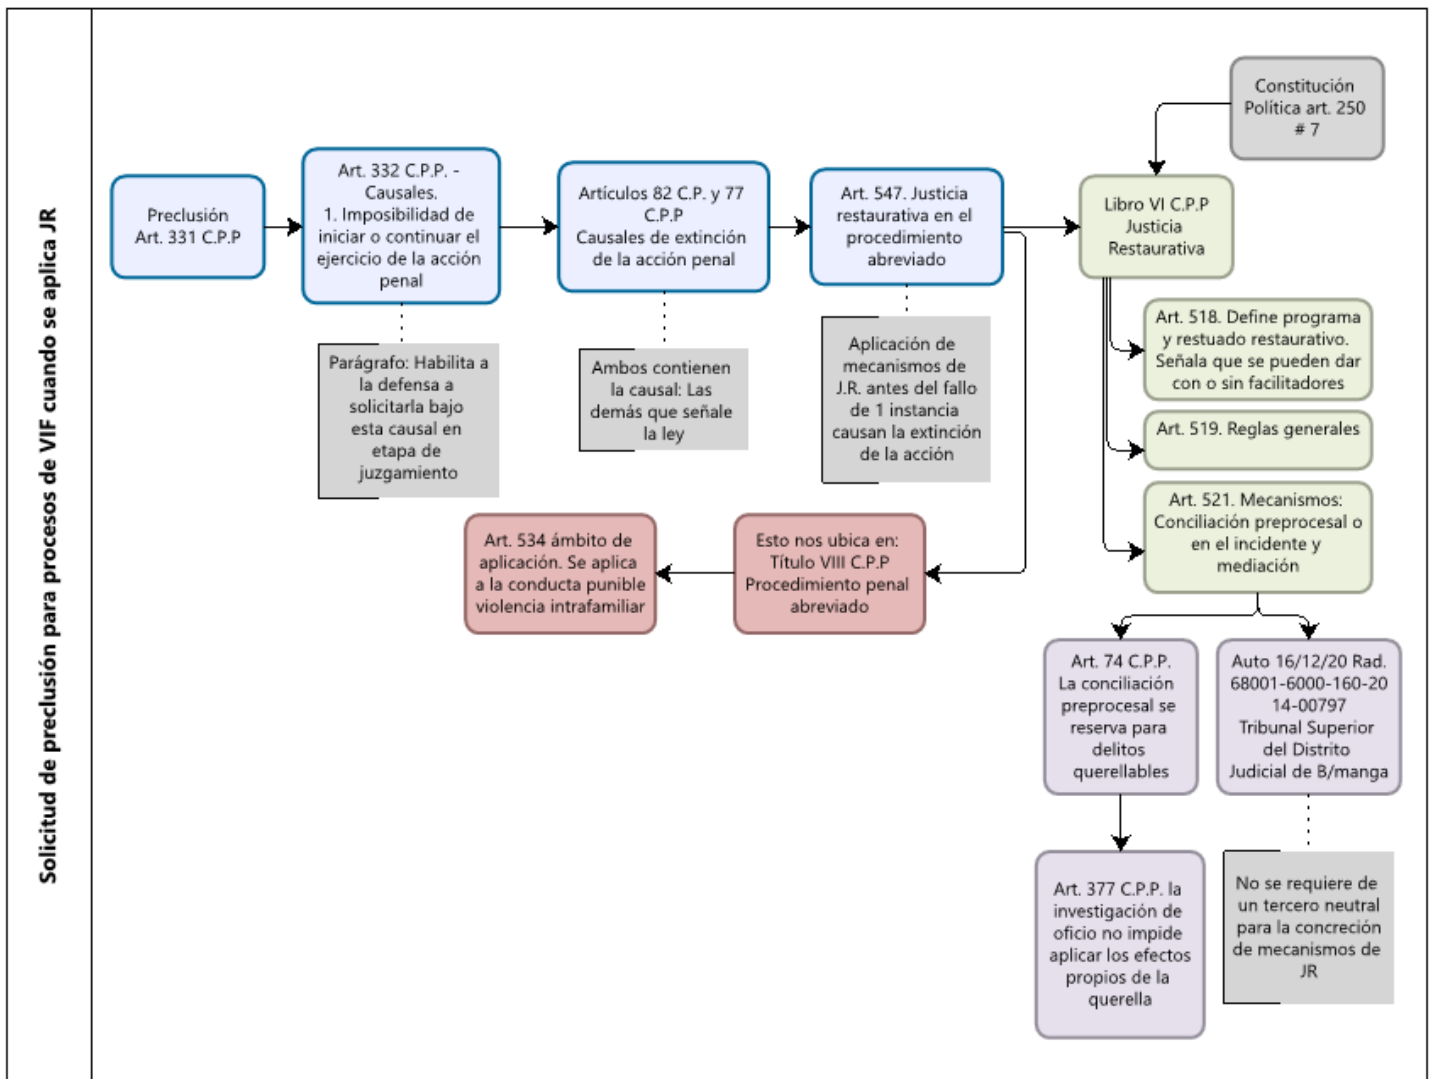 Solicitud de preclusión para procesos de VIF cuando se aplica JR
Preclusión
Art. 331 C.P.P
Art. 332 C.P.P. -
Causales.
1. Imposibilidad de
iniciar o continuar el
ejercicio de la acción
penal
Parágrafo: Habilita a
la defensa a
solicitarla bajo
esta causal en
etapa de
juzgamiento
Artículos 82 C.P. y 77
C.P.P
Causales de extinción
de la acción penal
Ambos contienen
la causal: Las
demás que señale
la ley
Art. 547. Justicia
restaurativa en el
procedimiento
abreviado
Aplicación de
mecanismos de
J.R. antes del fallo
de 1 instancia
causan la extinción
de la acción
Esto nos ubica en:
Título VIII C.P.P
Procedimiento penal
abreviado
Art. 534 ámbito de
aplicación. Se aplica
a la conducta punible
violencia intrafamiliar
Constitución
Política art. 250
# 7
Libro VI C.P.P
Justicia
Restaurativa
Art. 518. Define programa
y restuado restaurativo.
Señala que se pueden dar
con o sin facilitadores
Art. 519. Reglas generales
Art. 521. Mecanismos:
Conciliación preprocesal o
en el incidente y
mediación
Art. 74 C.P.P.
La conciliación
preprocesal se
reserva para
delitos
querellables
Art. 377 C.P.P. la
investigación de
oficio no impide
aplicar los efectos
propios de la
querella
Auto 16/12/20 Rad.
68001-6000-160-20
14-00797
Tribunal Superior
del Distrito
Judicial de B/manga
No se requiere de
un tercero neutral
para la concreción
de mecanismos de
JR